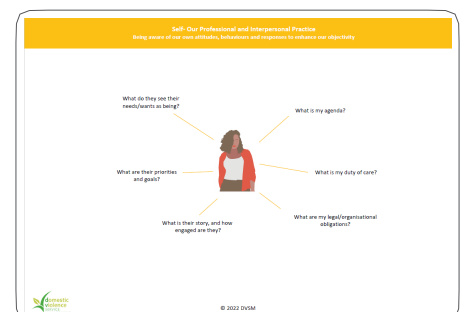 Self- Our Professional and Interpersonal Practice
Being aware of our own attitudes, behaviours and responses to enhance our objectivity
What do they see their
needs/wants as being?
What is my agenda?
What are their priorities
and goals?
What is my duty of care?
What is their story, and how
engaged are they?
What are my legal/organisational
obligations?
domestic
violence
service
© 2022 DVSM